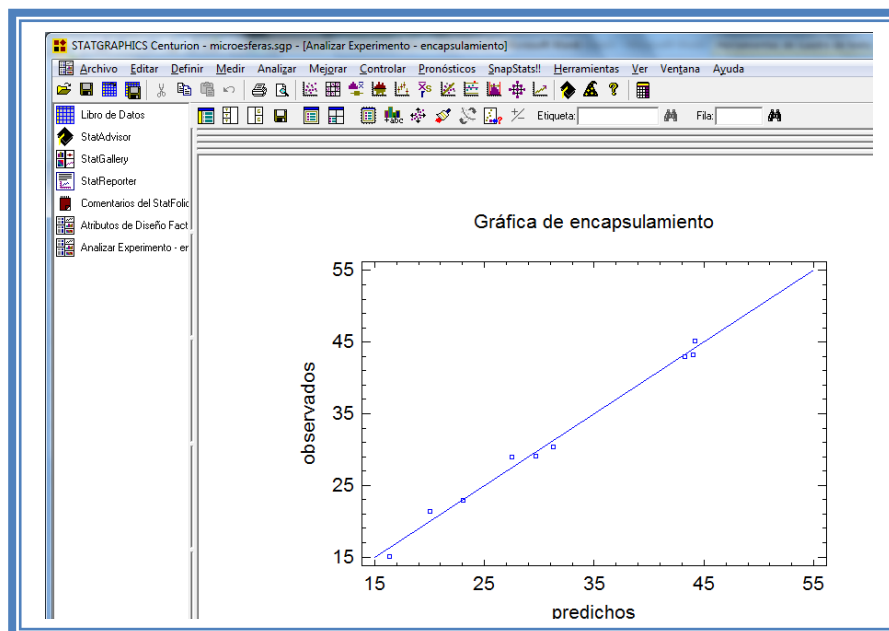 STATGRAPHICS Centurion - microesferas.sgp - [Analizar Experimento - encapsulamiento]
Archivo Editar Definir Medir Analizar Mejorar Controlar Pronósticos SnapStats!! Herramientas Ver Ventana Ayuda
Etiqueta: Fila:
Libro de Datos
StatAdvisor
StatGallery
StatReporter
Comentarios del StatFolic
Atributos de Diseño Fact
Analizar Experimento - er
Gráfica de encapsulamiento
55
45
35
25
15
observados
15 25 35 45 55
predichos